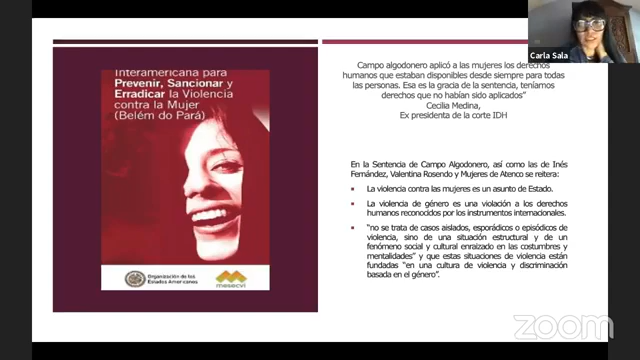 Interamericana para
Prevenir, Sancionar y
Erradicar la Violencia
contra la Mujer
(Belém do Pará)
Organización de los
Estados Americanos
mesecvi
Campo algodonero aplicó a las mujeres los derechos
humanos que estaban disponibles desde siempre para todas
las personas. Esa es la gracia de la sentencia, teníamos
derechos que no habían sido aplicados”
Cecilia Medina,
Ex presidenta de la corte IDH
En la Sentencia de Campo Algodonero, así como las de Inés
Fernández, Valentina Rosendo y Mujeres de Atenco se reitera:
La violencia contra las mujeres es un asunto de Estado.
La violencia de género es una violación a los derechos
humanos reconocidos por los instrumentos internacionales.
“no se trata de casos aislados, esporádicos o episodios de
violencia, sino de una situación estructural y de un
fenómeno social y cultural enraizado en las costumbres y
mentalidades” y que estas situaciones de violencia están
fundadas “en una cultura de violencia y discriminación
basada en el género”.
Carla Sala
zoom